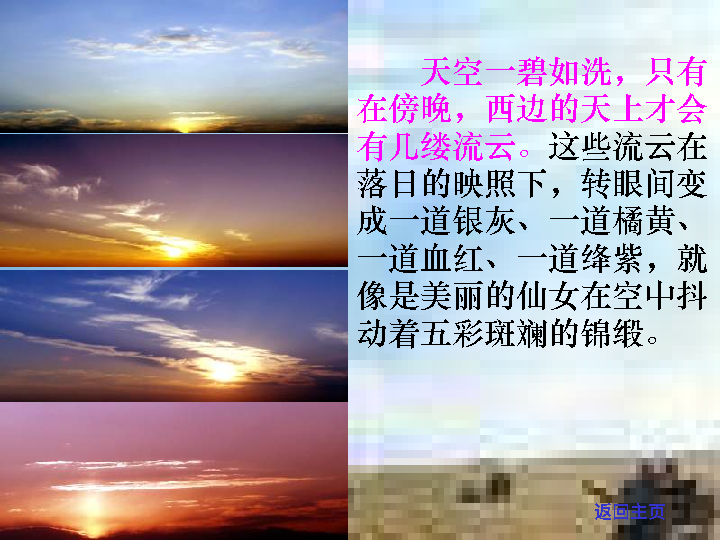 天空一碧如洗，只有
在傍晚，西边的天上才会
有几缕流云。这些流云在
落日的映照下，转眼间变
成一道银灰、一道橘黄、
一道血红、一道绛紫，就
像是美丽的仙女在空中抖
动着五彩斑斓的锦缎。
返回主页